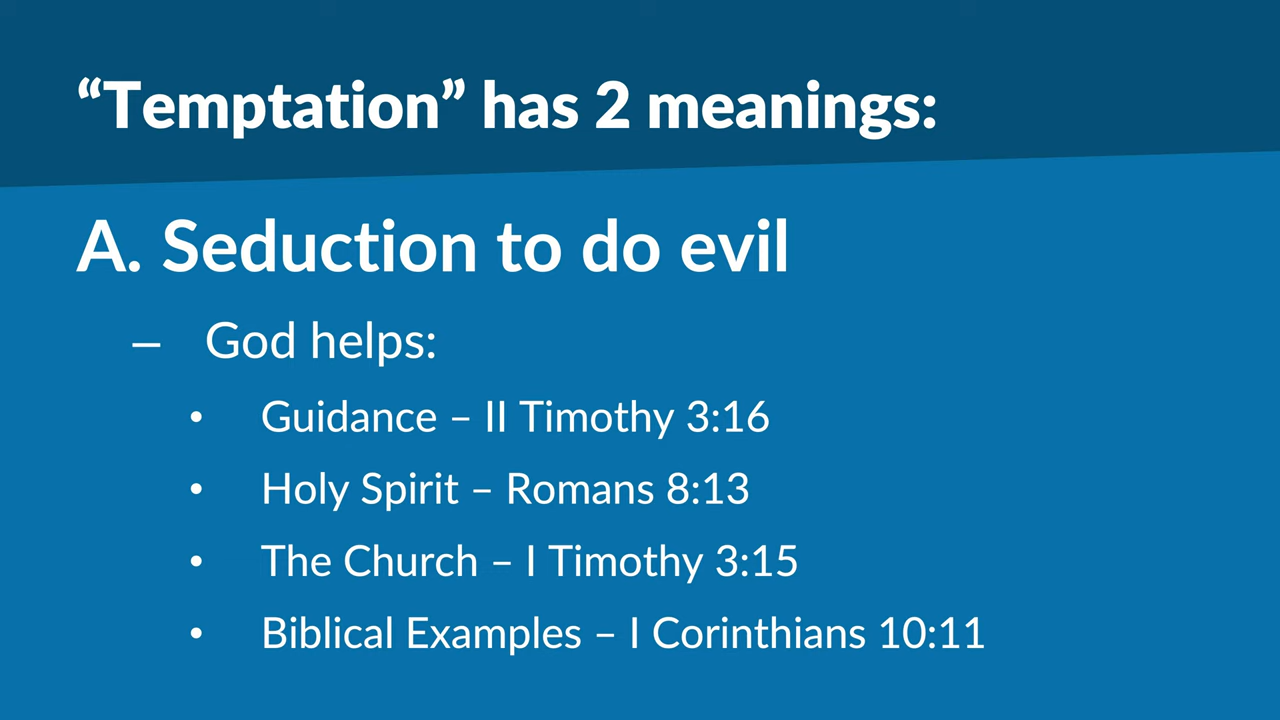 “Temptation” has 2 meanings:
A. Seduction to do evil
– God helps:
• Guidance – II Timothy 3:16
• Holy Spirit – Romans 8:13
• The Church – I Timothy 3:15
• Biblical Examples – I Corinthians 10:11